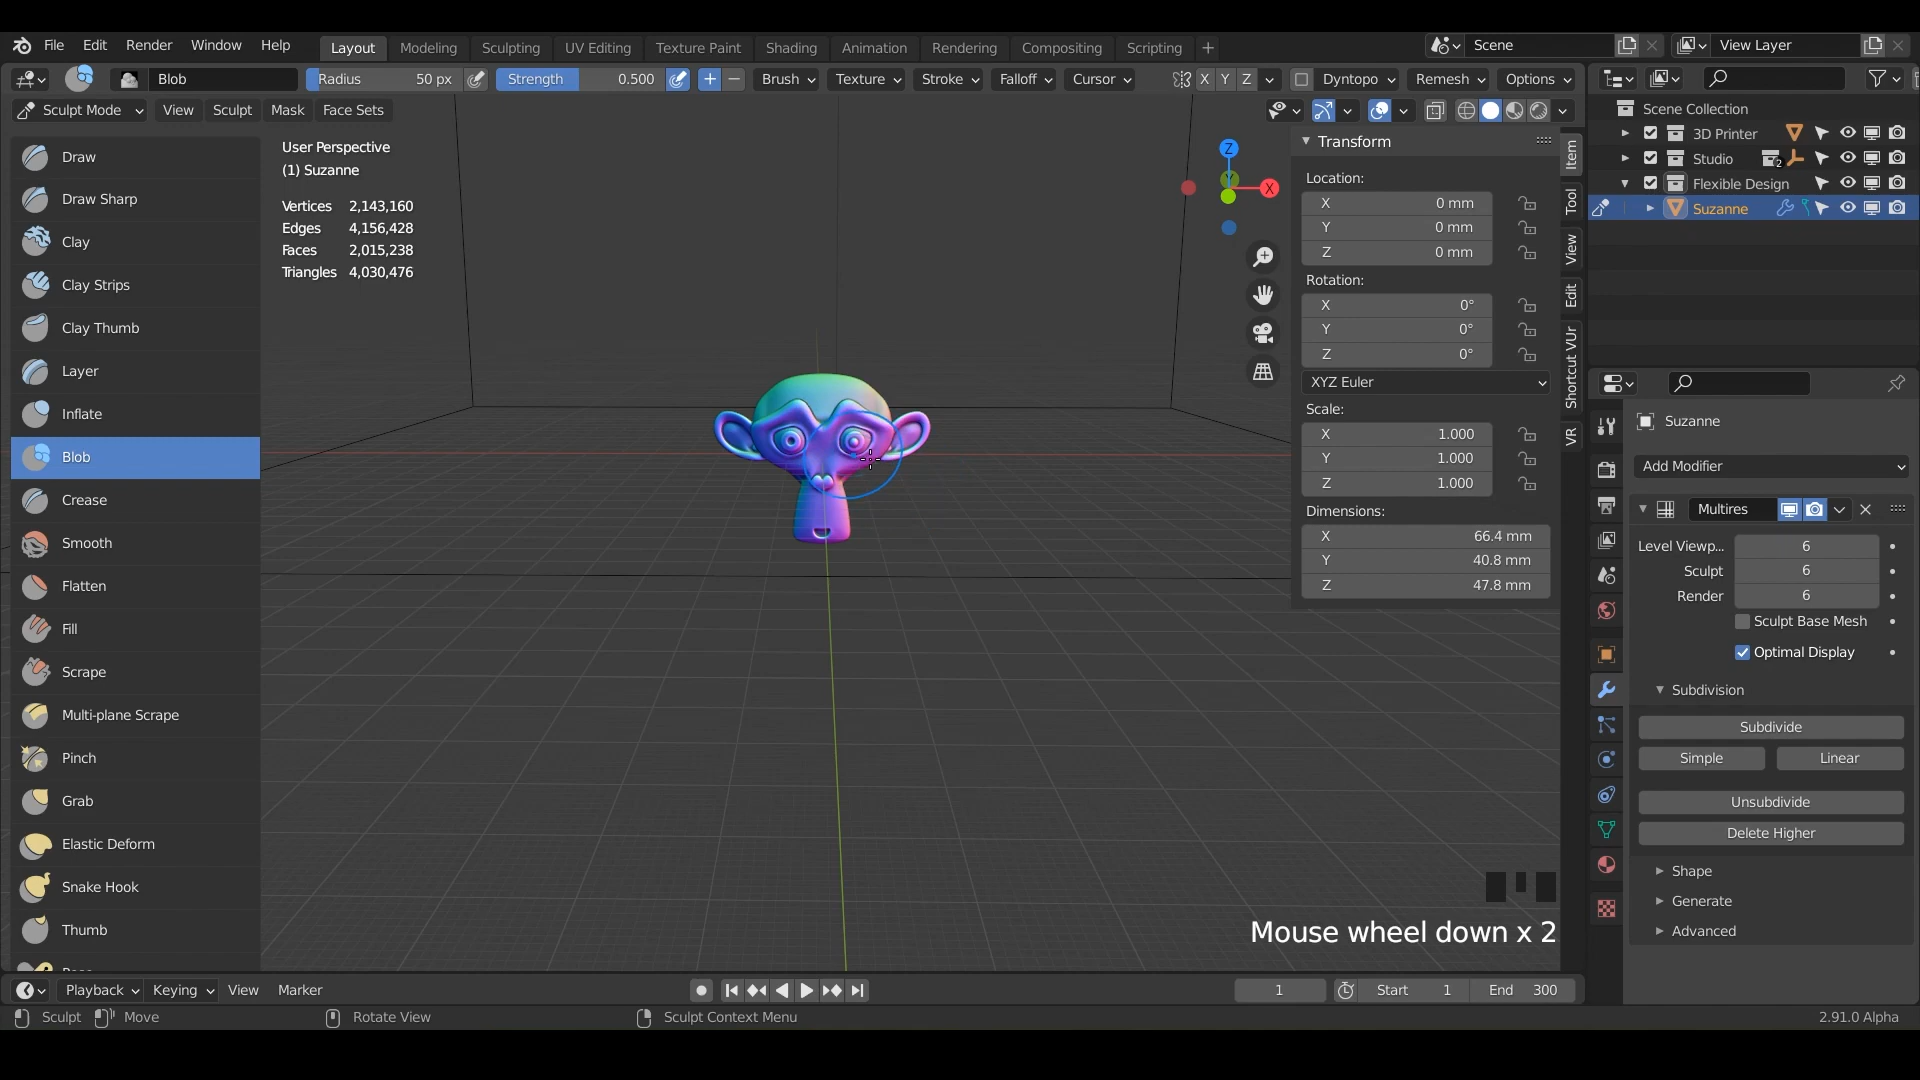 File Edit Render Window Help Layout Modeling Sculpting UV Editing Texture Paint Shading Animation Rendering Compositing Scripting + Scene View Layer
Blob Radius 50 px Strength 0.500 Brush Texture Stroke Falloff Cursor X Y Z Dyntopo Remesh Options
Sculpt Mode View Sculpt Mask Face Sets
Draw
Draw Sharp
Clay
Clay Strips
Clay Thumb
Layer
Inflate
Blob
Crease
Smooth
Flatten
Fill
Scrape
Multi-plane Scrape
Pinch
Grab
Elastic Deform
Snake Hook
Thumb
User Perspective
(1) Suzanne
Vertices 2,143,160
Edges 4,156,428
Faces 2,015,238
Triangles 4,030,476
Z
Y
X
Transform
Location:
X 0 mm
Y 0 mm
Z 0 mm
Rotation:
X 0°
Y 0°
Z 0°
XYZ Euler
Scale:
X 1.000
Y 1.000
Z 1.000
Dimensions:
X 66.4 mm
Y 40.8 mm
Z 47.8 mm
Item
Tool
View
Edit
Shortcut VUr
VR
Scene Collection
3D Printer
Studio 2
Flexible Design
Suzanne
Suzanne
Add Modifier
Multires
Level Viewp... 6
Sculpt 6
Render 6
Sculpt Base Mesh
Optimal Display
Subdivision
Subdivide
Simple Linear
Unsubdivide
Delete Higher
Shape
Generate
Advanced
Mouse wheel down x 2
Playback Keying View Marker 1 Start 1 End 300
Sculpt Move Rotate View Sculpt Context Menu 2.91.0 Alpha